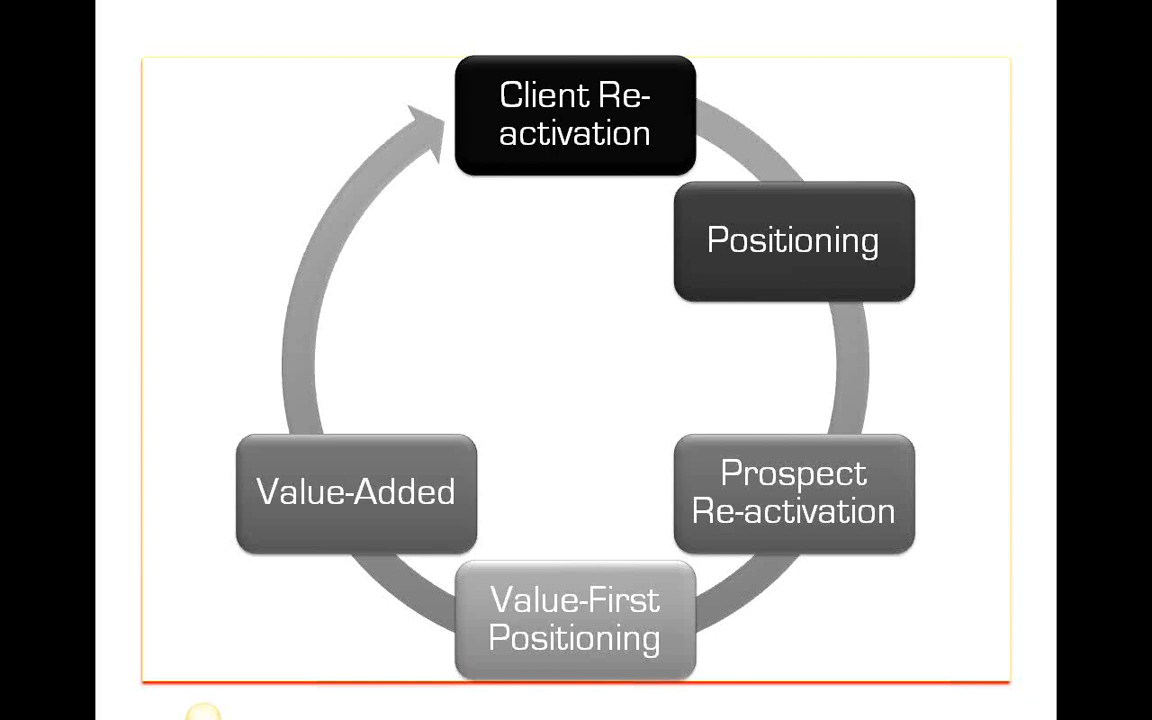 Client Re-
activation
Positioning
Prospect
Re-activation
Value-First
Positioning
Value-Added